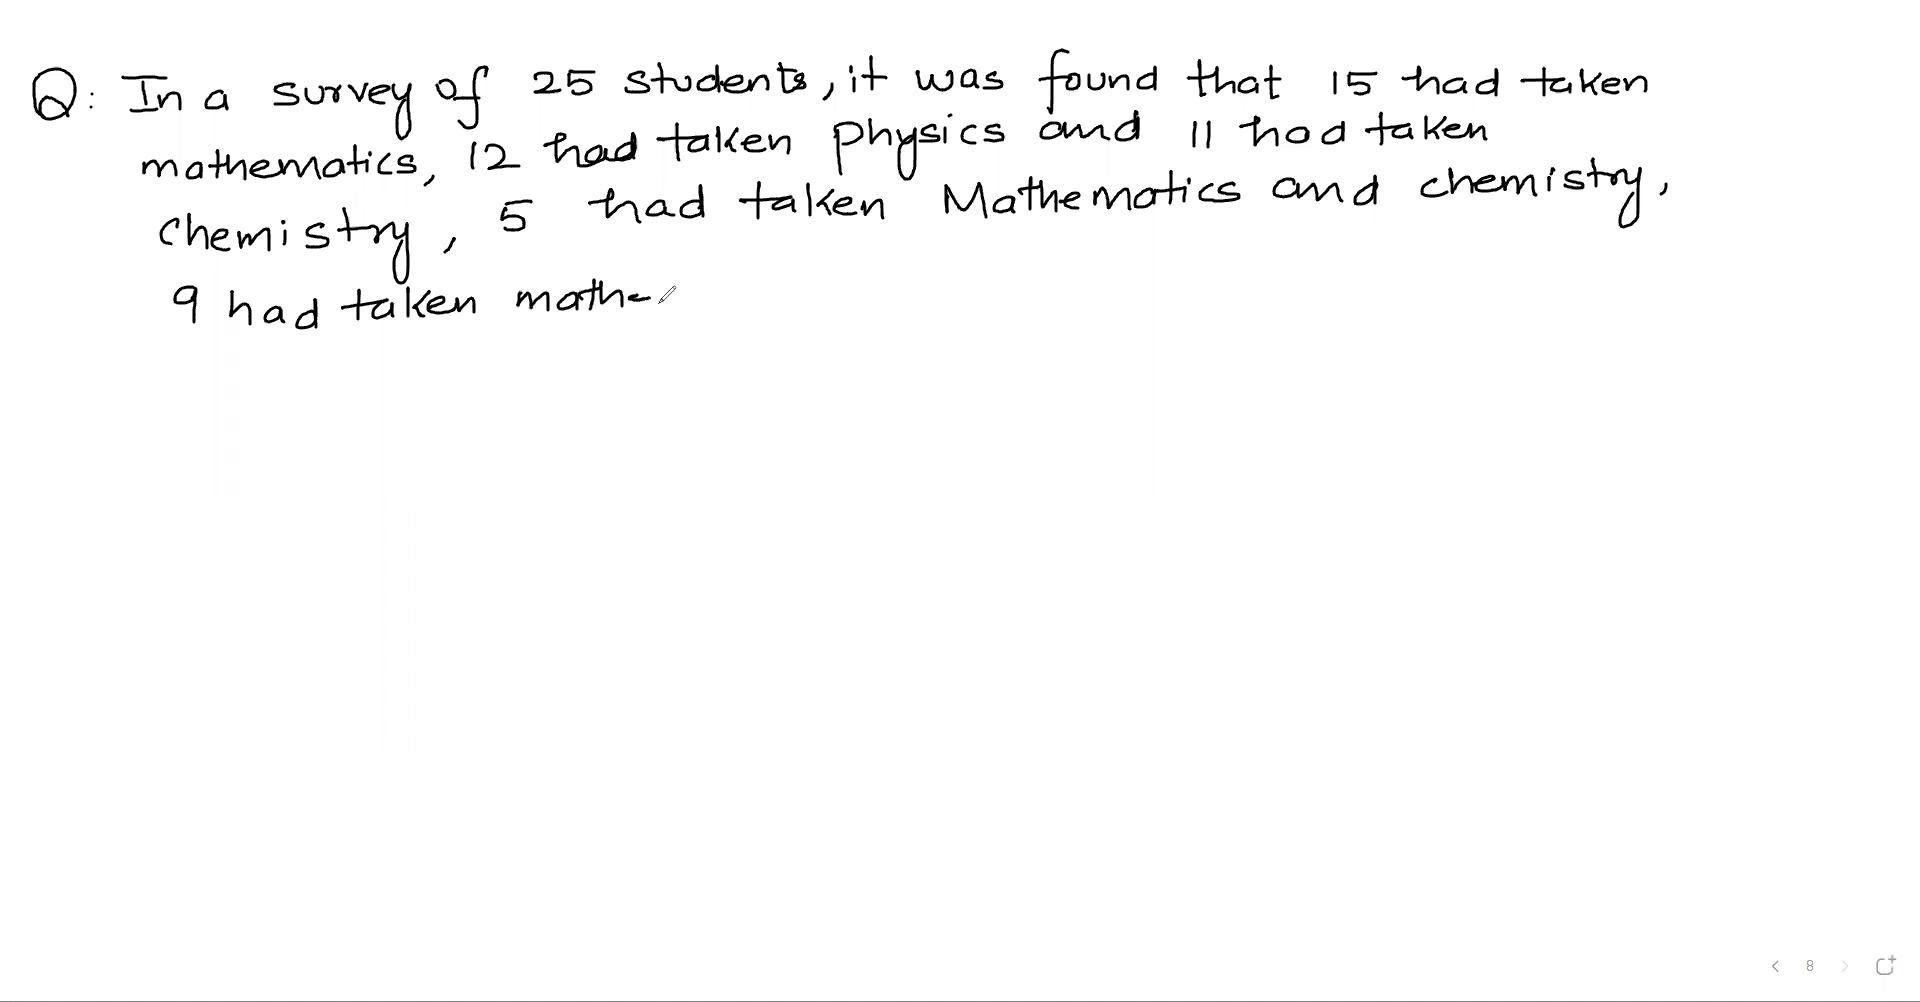 Q: In a survey of 25 students, it was found that 15 had taken
mathematics, 12 had taken physics and 11 had taken
chemistry, 5 had taken Mathematics and chemistry,
9 had taken mathe
8